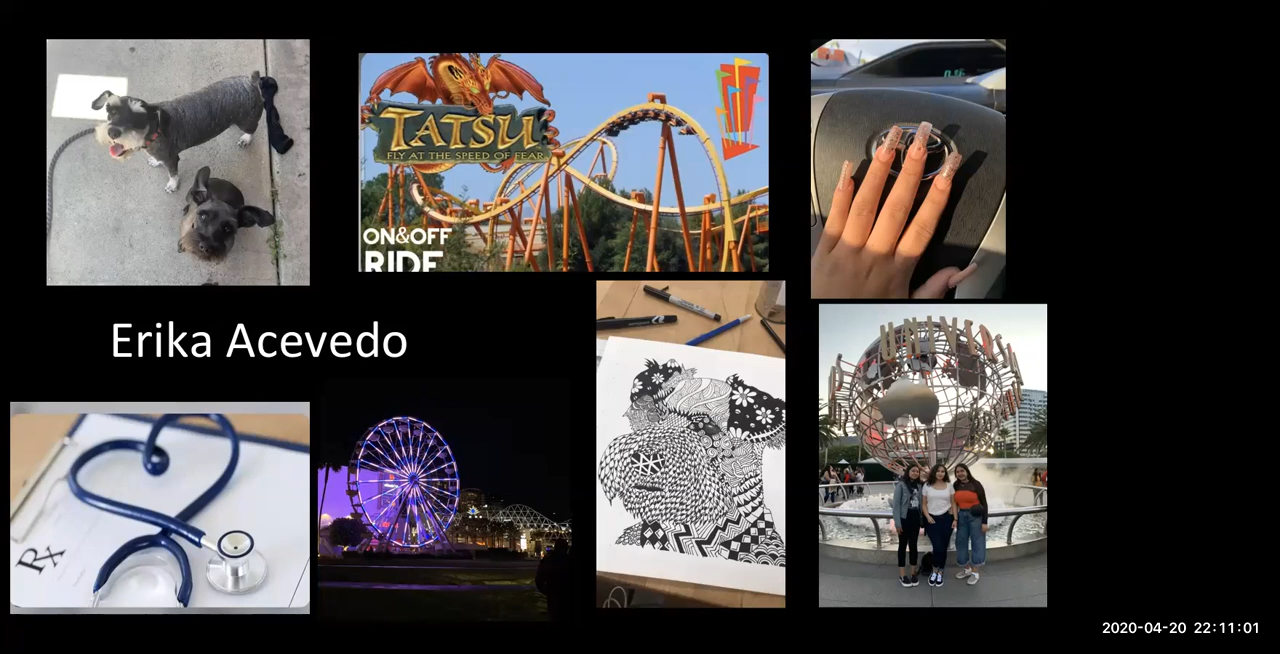 TATSU
FLY AT THE SPEED OF FEAR
ON&OFF
RIDE
Erika Acevedo
UNIVERSAL
Rx
2020-04-20 22:11:01